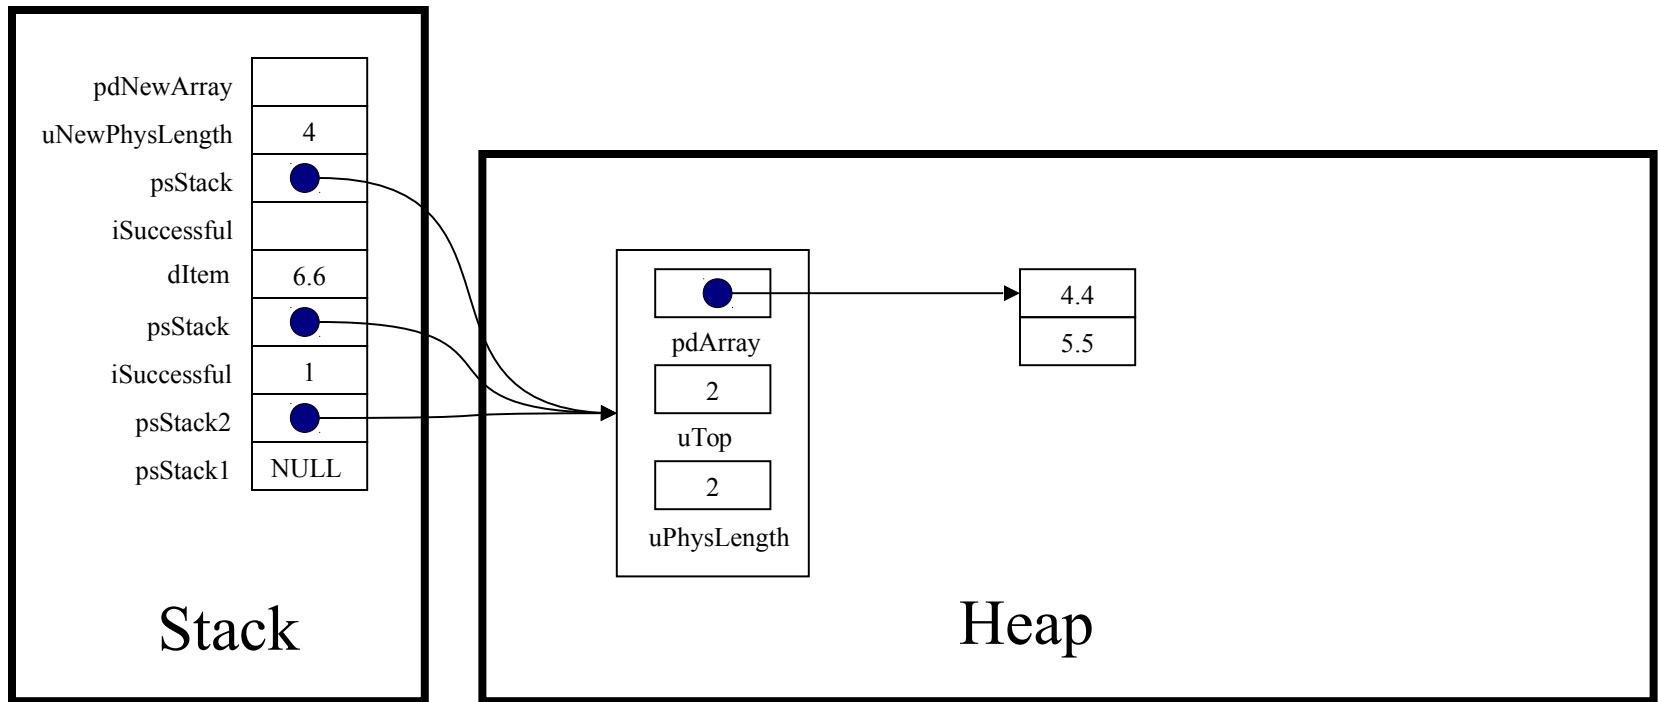 pdNewArray
uNewPhysLength 4
psStack
iSuccessful
dItem 6.6
psStack
iSuccessful 1
psStack2
psStack1 NULL
Stack
pdArray
2
uTop
2
uPhysLength
4.4
5.5
Heap